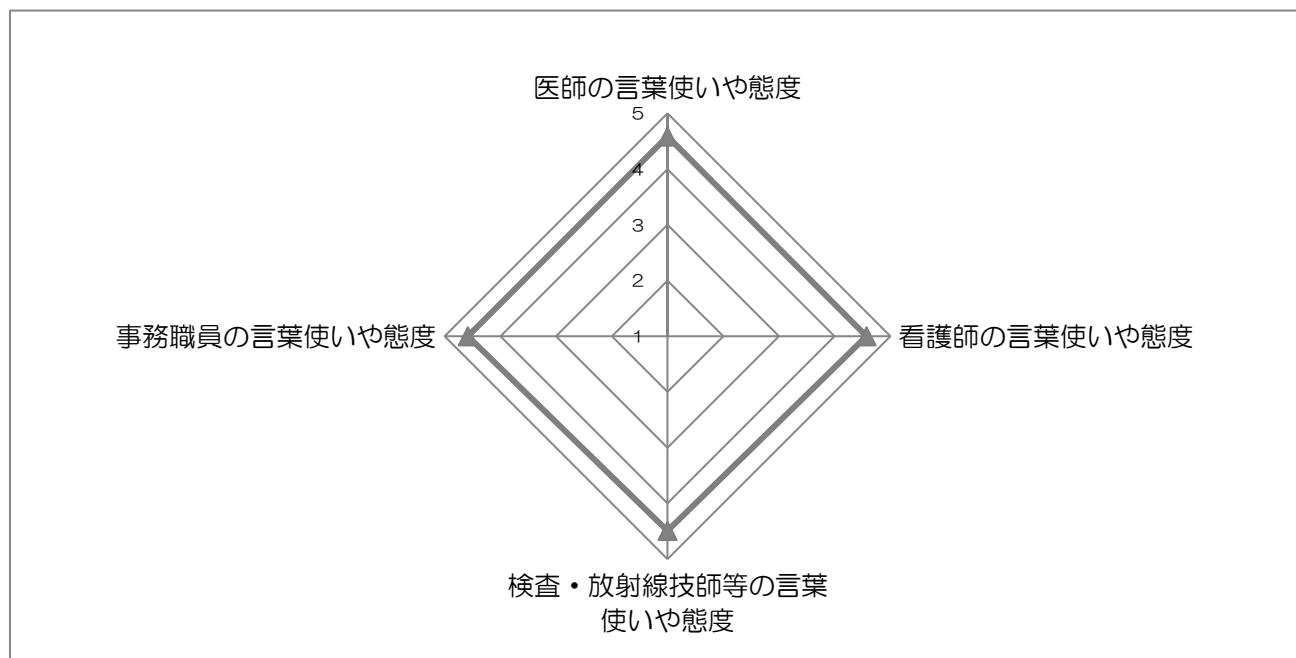 医師の言葉使いや態度
5
4
3
2
1
事務職員の言葉使いや態度
看護師の言葉使いや態度
検査・放射線技師等の言葉
使いや態度